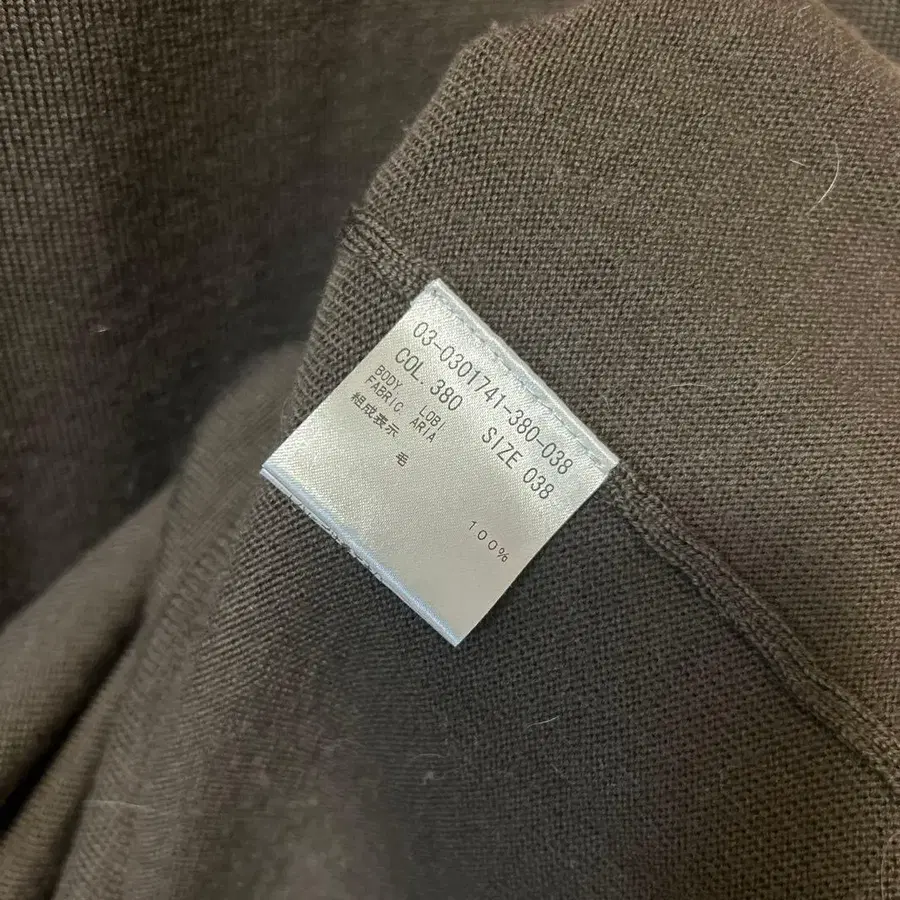 03-0301741-380-038
COL. 380 SIZE 038
BODY LOBI
FABRIC ARIA
組成表示
毛
100%